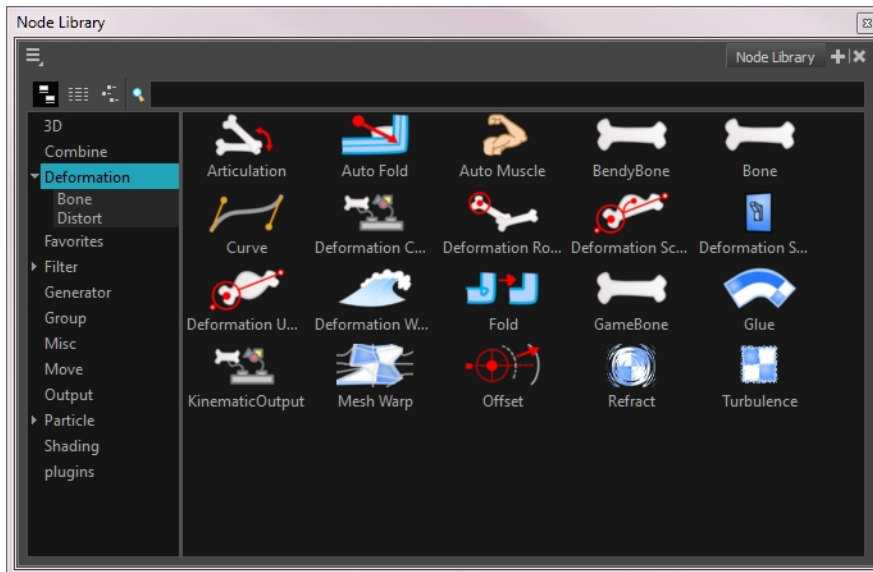 Node Library
Node Library
3D
Combine
Deformation
Bone
Distort
Favorites
Filter
Generator
Group
Misc
Move
Output
Particle
Shading
plugins
Articulation Auto Fold Auto Muscle BendyBone Bone
Curve Deformation C... Deformation Ro... Deformation Sc... Deformation S...
Deformation U... Deformation W... Fold GameBone Glue
KinematicOutput Mesh Warp Offset Refract Turbulence